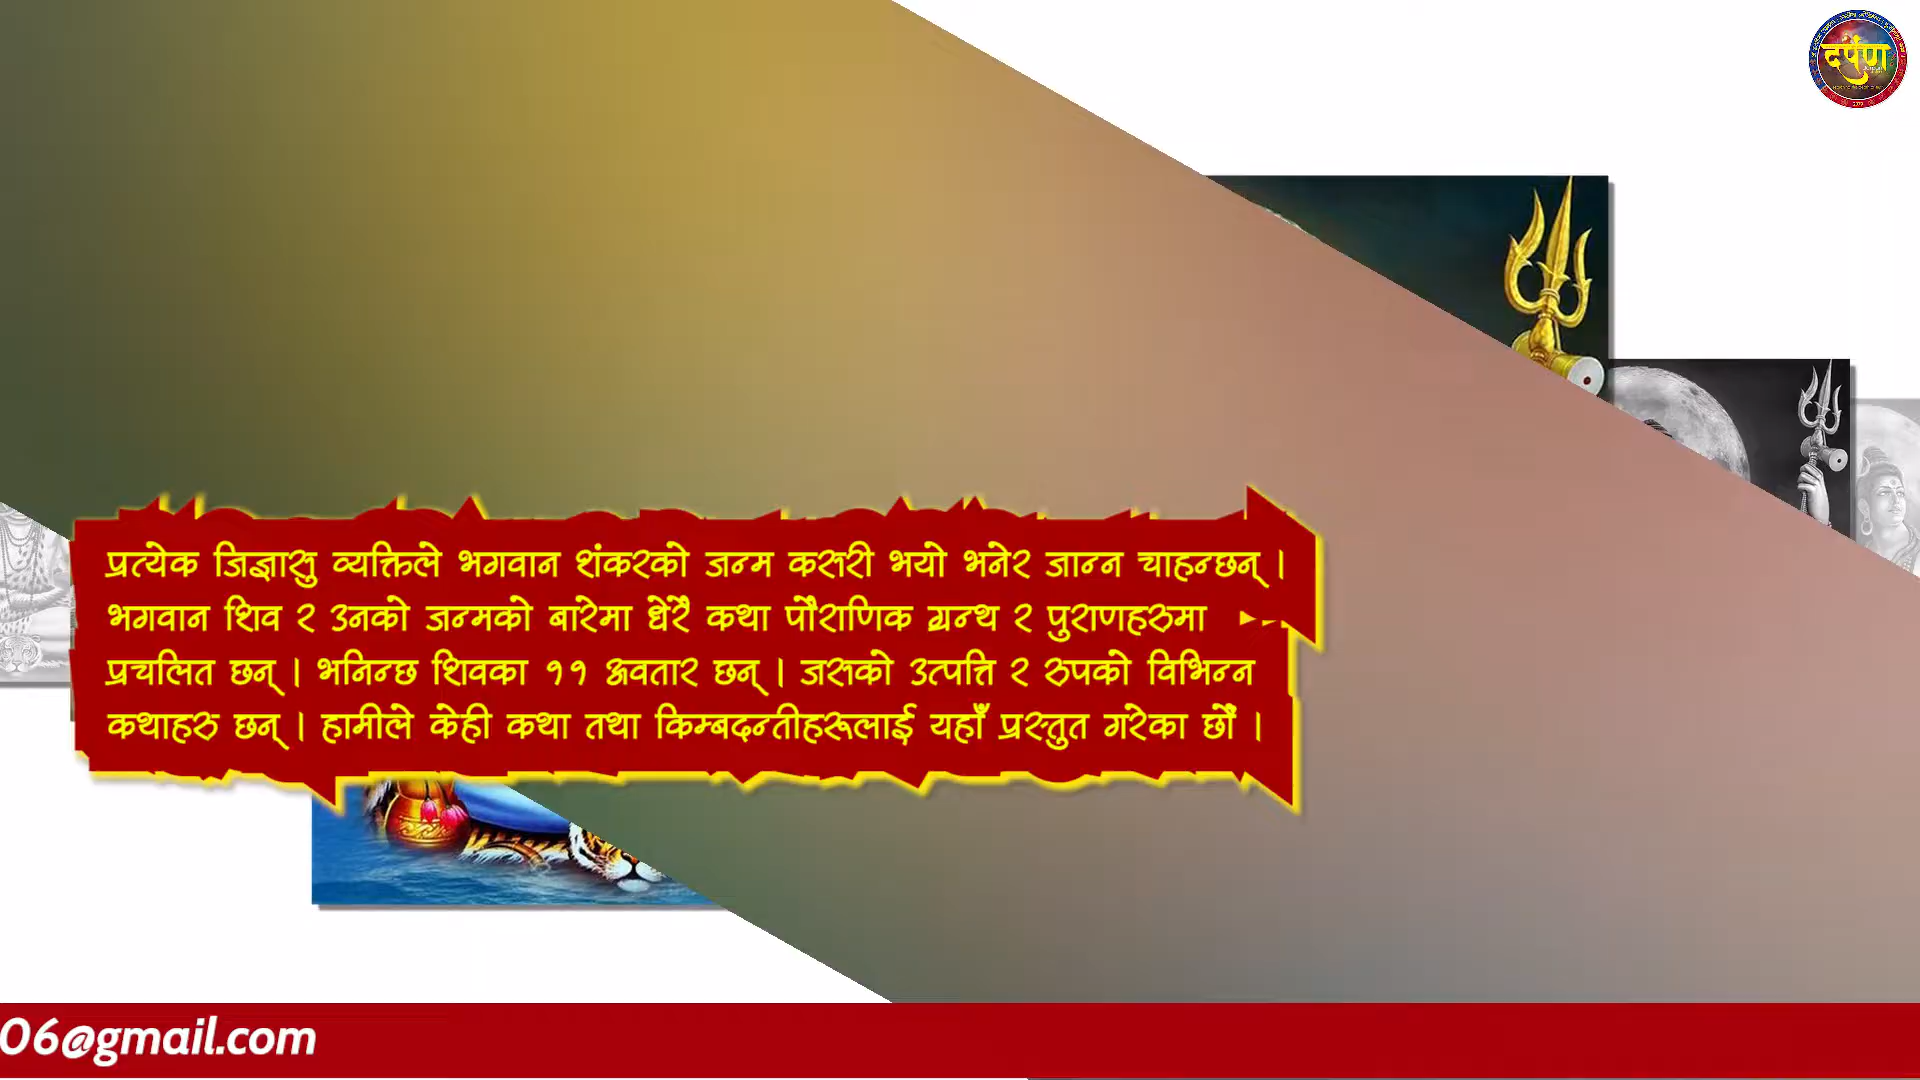 दर्पण
प्रत्येक जिज्ञासु व्यक्तिले भगवान शंकरको जन्म कसरी भयो भनेर जान्न चाहन्छन् ।
भगवान शिव र उनको जन्मको बारेमा धेरै कथा पौराणिक ग्रन्थ र पुराणहरुमा
प्रचलित छन् । भनिन्छ शिवका ११ अवतार छन् । जसको उत्पत्ति र रुपको विभिन्न
कथाहरु छन् । हामीले केही कथा तथा किम्बदन्तीहरूलाई यहाँ प्रस्तुत गरेका छौं ।
06@gmail.com